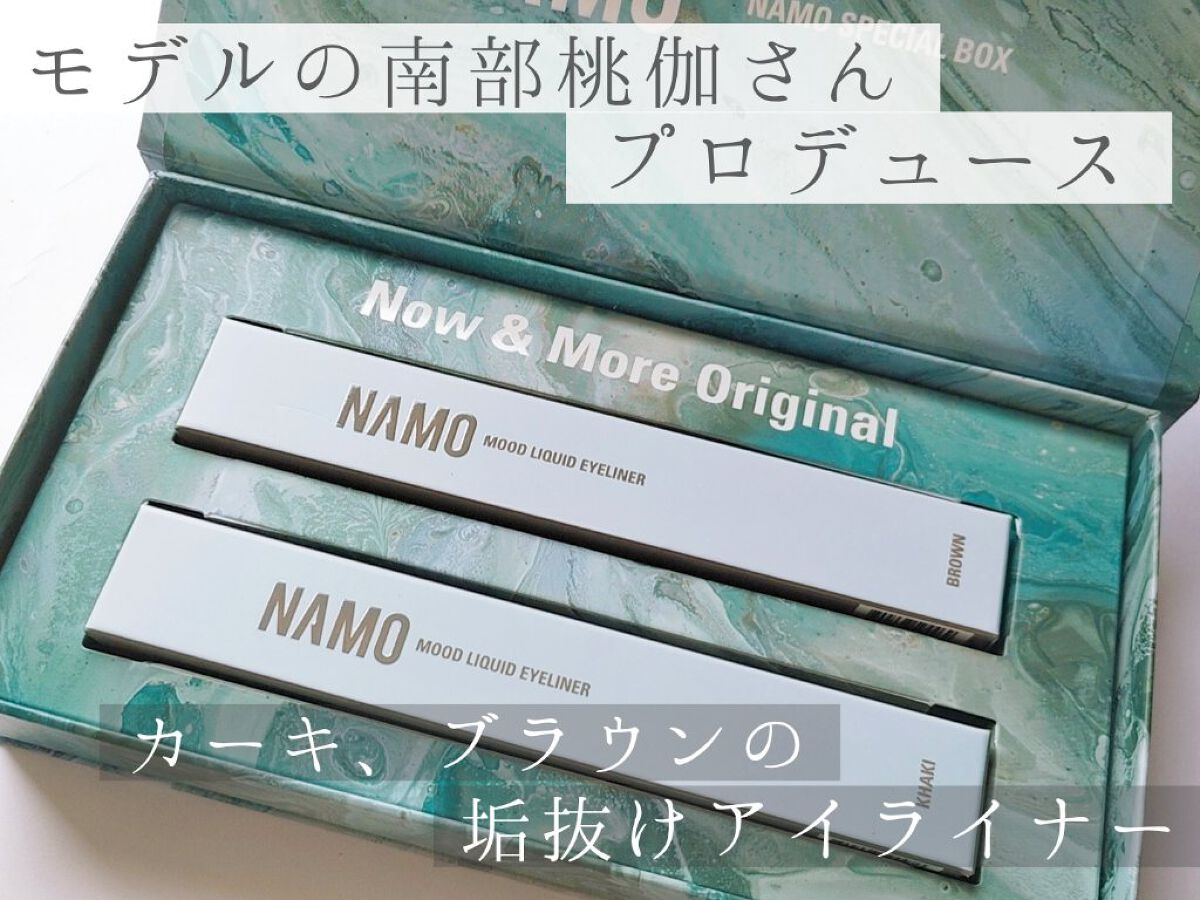 NAMO
NAMO SPECIAL BOX
モデルの南部桃伽さん
プロデュース
Now & More Original
NAMO MOOD LIQUID EYELINER
BROWN
NAMO MOOD LIQUID EYELINER
KHAKI
カーキ、ブラウンの
垢抜けアイライナー